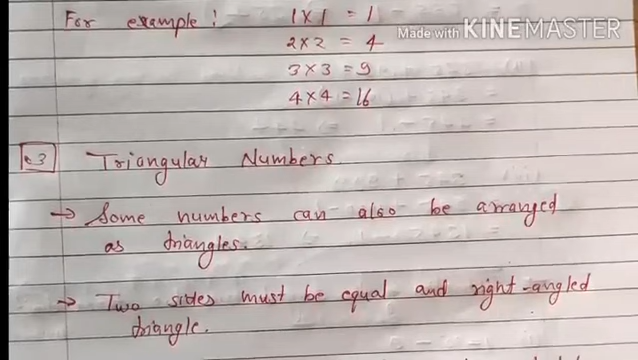 For example! 1×1 = 1
Made with KINEMASTER
2×2 = 4
3×3 = 9
4×4 = 16
3 Triangular Numbers.
→ Some numbers can also be arranged
as triangles.
→ Two sides must be equal and right-angled
triangle.